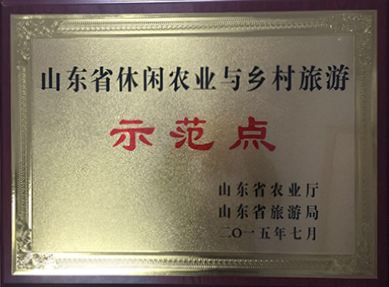 山东省休闲农业与乡村旅游
示范点
山东省农业厅
山东省旅游局
二〇一五年七月